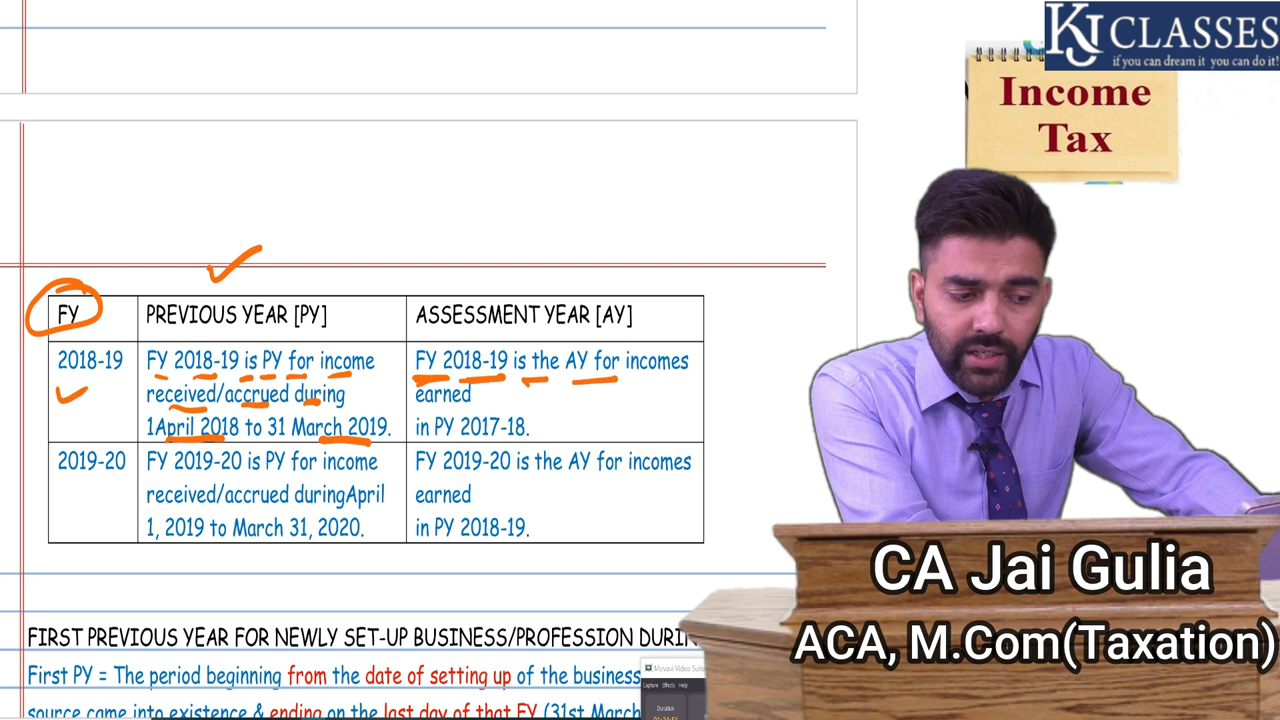 KJ CLASSES
if you can dream it you can do it!
Income
Tax
FY
PREVIOUS YEAR [PY]
ASSESSMENT YEAR [AY]
2018-19
FY 2018-19 is PY for income
received/accrued during
1April 2018 to 31 March 2019.
FY 2018-19 is the AY for incomes
earned
in PY 2017-18.
2019-20
FY 2019-20 is PY for income
received/accrued duringApril
1, 2019 to March 31, 2020.
FY 2019-20 is the AY for incomes
earned
in PY 2018-19.
CA Jai Gulia
ACA, M.Com(Taxation)
FIRST PREVIOUS YEAR FOR NEWLY SET-UP BUSINESS/PROFESSION
First PY = The period beginning from the date of setting up of the business
source came into existence & ending on the last day of that FY (31st March
Movavi Video
Capture Effects Help
Duration